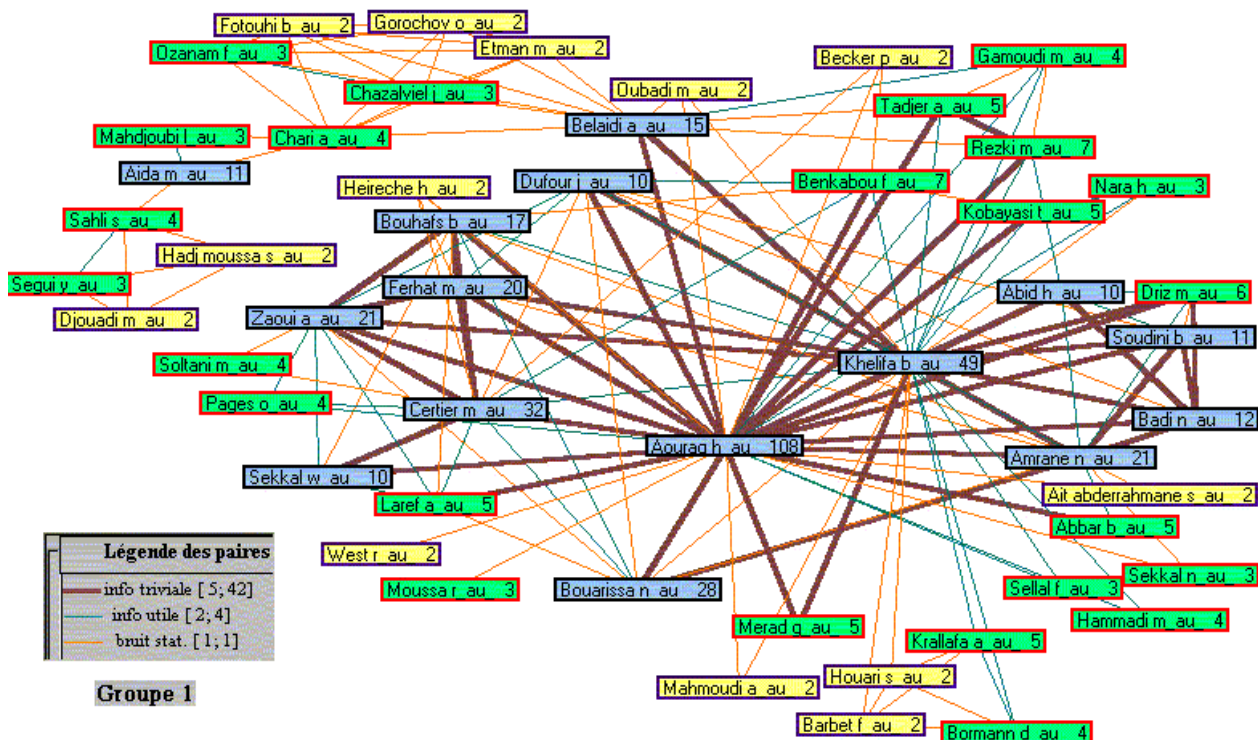 Fotouhi b_au_ 2
Gorochov o_au_ 2
Ozanam f_au_ 3
Etman m_au_ 2
Becker p_au_ 2
Gamoudi m_au_ 4
Chazalviel j_au_ 3
Oubadi m_au_ 2
Tadjer a_au_ 5
Belaidi a_au_ 15
Mahdjoubi l_au_ 3
Chari a_au_ 4
Rezki m_au_ 7
Aida m_au_ 11
Heireche h_au_ 2
Dufour j_au_ 10
Benkabou f_au_ 7
Nara h_au_ 3
Sahli s_au_ 4
Bouhafs b_au_ 17
Kobayasi t_au_ 5
Hadj moussa s_au_ 2
Segui y_au_ 3
Ferhat m_au_ 20
Abid h_au_ 10
Driz m_au_ 6
Djouadi m_au_ 2
Zaoui a_au_ 21
Soudini b_au_ 11
Soltani m_au_ 4
Khelifa b_au_ 49
Pages o_au_ 4
Certier m_au_ 32
Badi n_au_ 12
Aourag h_au_ 108
Amrane n_au_ 21
Sekkal w_au_ 10
Laref a_au_ 5
Ait abderrahmane s_au_ 2
Abbar b_au_ 5
West r_au_ 2
Sekkal n_au_ 3
Moussa r_au_ 3
Bouarissa n_au_ 28
Sellal f_au_ 3
Hammadi m_au_ 4
Merad g_au_ 5
Krallafa a_au_ 5
Mahmoudi a_au_ 2
Houari s_au_ 2
Barbet f_au_ 2
Bormann d_au_ 4
Légende des paires
info triviale [ 5; 42]
info utile [ 2; 4]
bruit stat. [ 1; 1]
Groupe 1